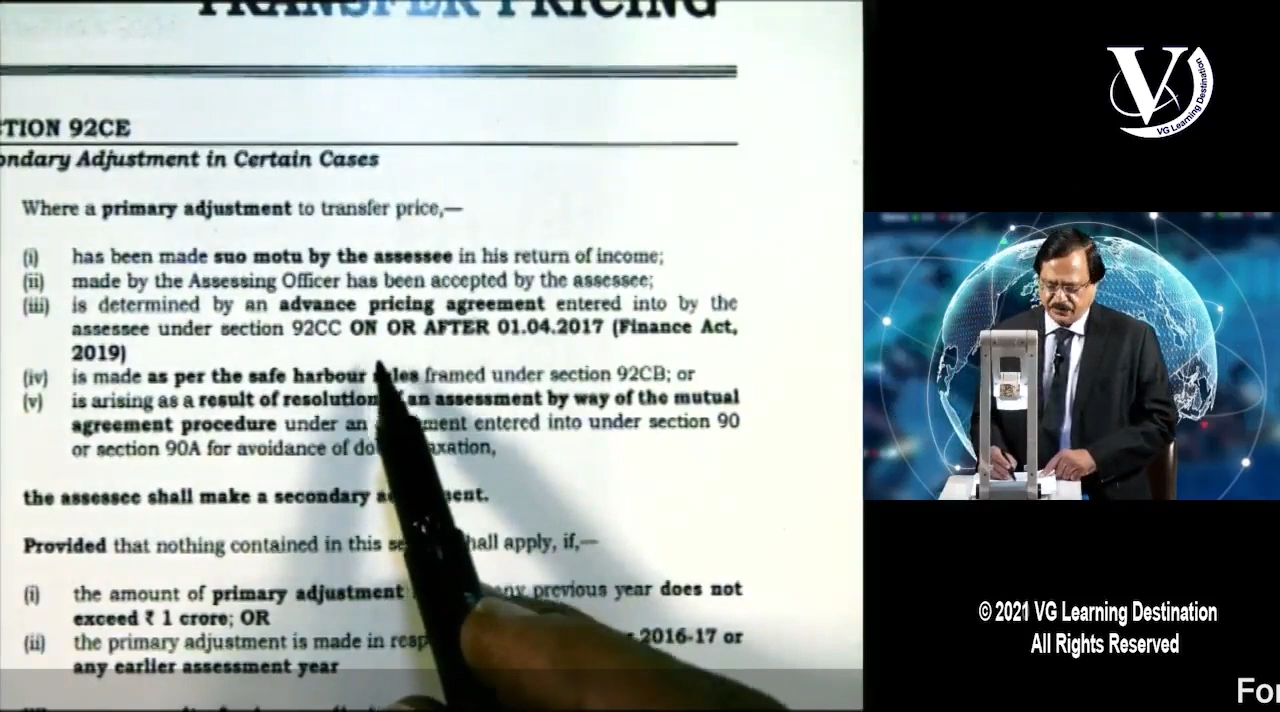 TRANSFER PRICING
TION 92CE
ondary Adjustment in Certain Cases
Where a primary adjustment to transfer price,—
(i) has been made suo motu by the assessee in his return of income;
(ii) made by the Assessing Officer has been accepted by the assessee;
(iii) is determined by an advance pricing agreement entered into by the
assessee under section 92CC ON OR AFTER 01.04.2017 (Finance Act,
2019)
(iv) is made as per the safe harbour framed under section 92CB; or
(v) is arising as a result of resolution an assessment by way of the mutual
agreement procedure under an entered into under section 90
or section 90A for avoidance of
the assessee shall make a secondary
Provided that nothing contained in this shall apply, if,—
(i) the amount of primary adjustment any previous year does not
exceed ₹ 1 crore; OR
(ii) the primary adjustment is made in 2016-17 or
any earlier assessment year
V
VG Learning Destination
© 2021 VG Learning Destination
All Rights Reserved
For